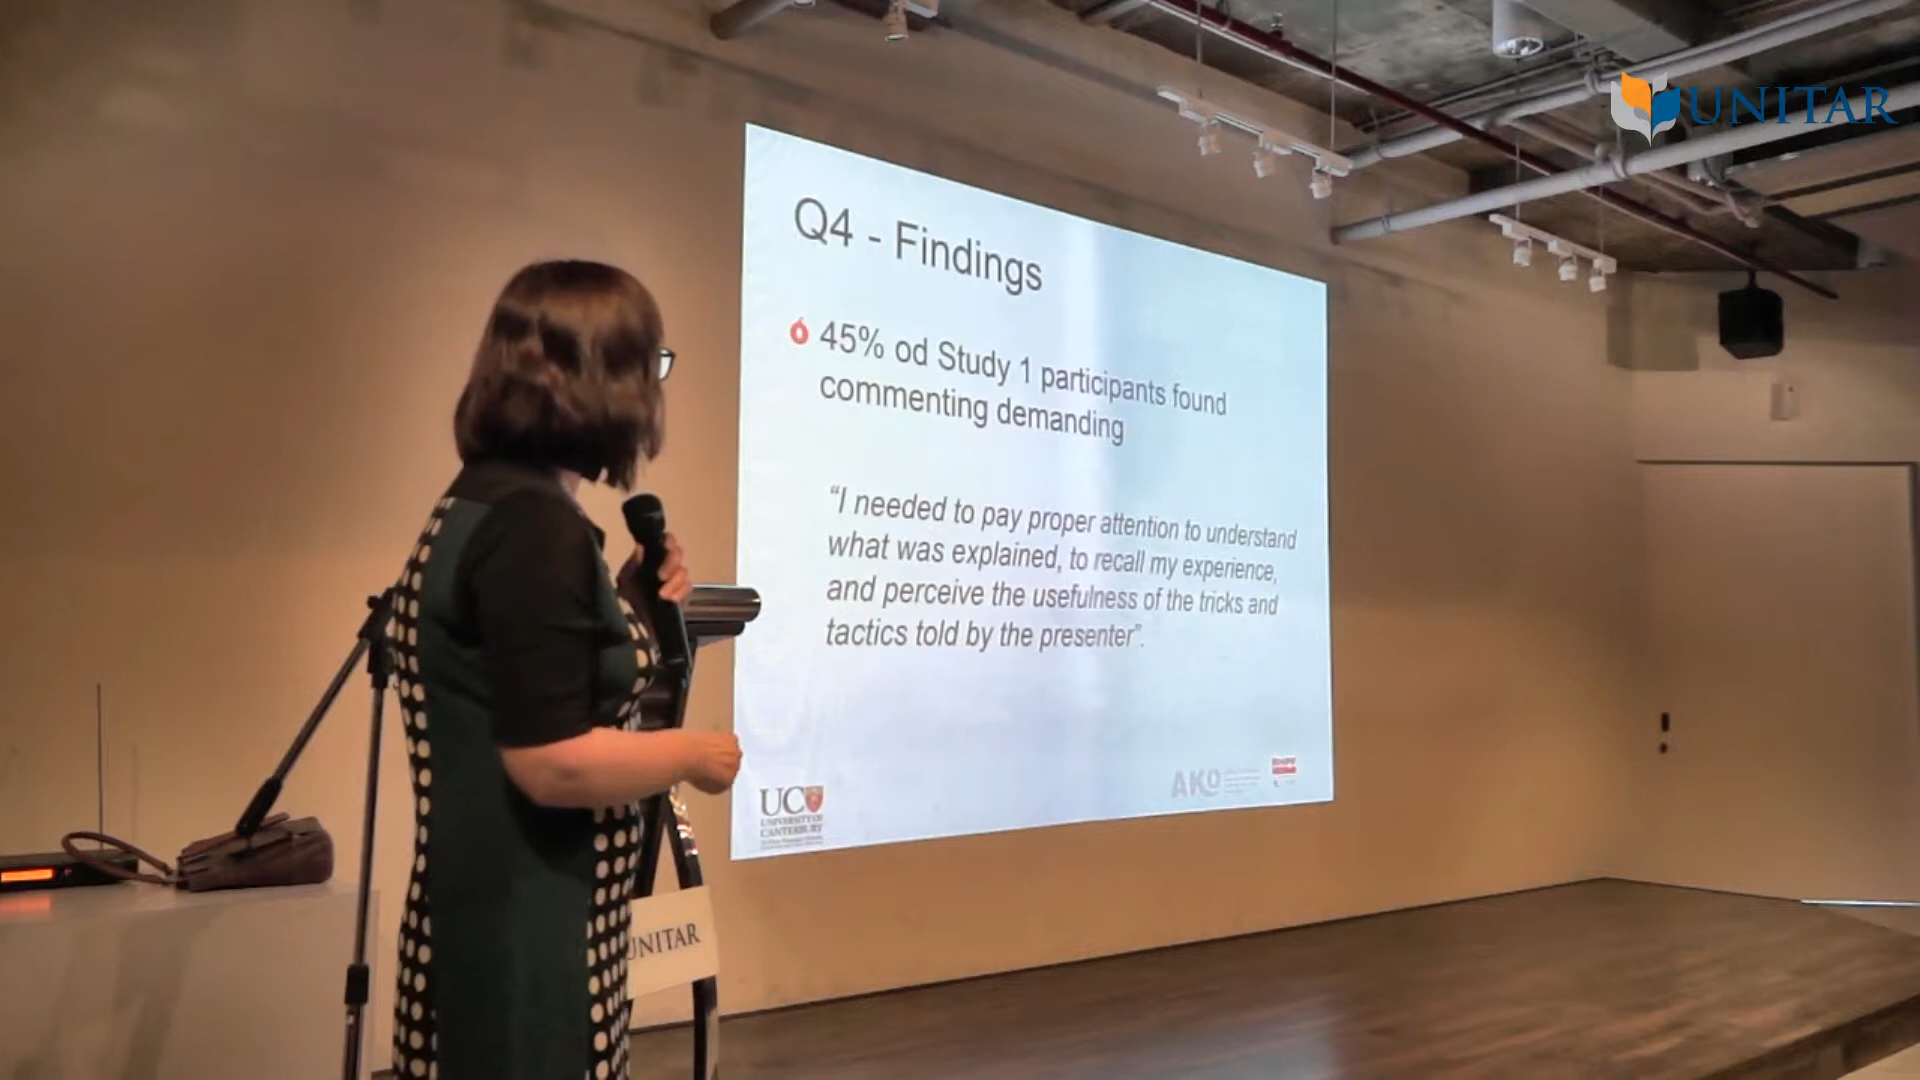 UNITAR
Q4 - Findings
45% od Study 1 participants found
commenting demanding
“I needed to pay proper attention to understand
what was explained, to recall my experience,
and perceive the usefulness of the tricks and
tactics told by the presenter”.
UC
UNIVERSITY OF
CANTERBURY
AKO
UNITAR